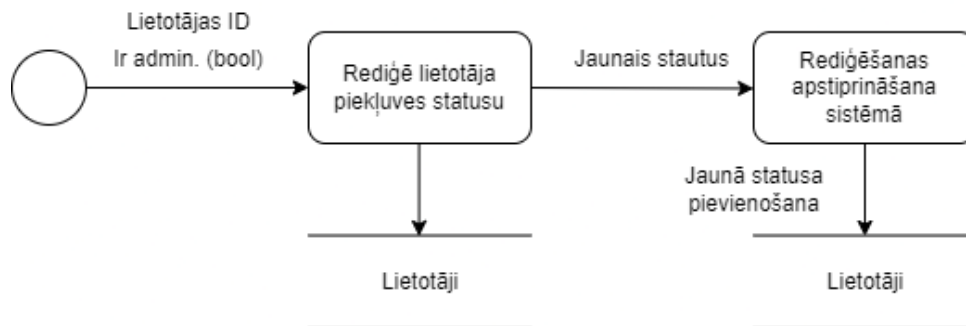 Lietotājas ID
Ir admin. (bool)
Rediģē lietotāja
piekļuves statusu
Jaunais stautus
Rediģēšanas
apstiprināšana
sistēmā
Jaunā statusa
pievienošana
Lietotāji
Lietotāji